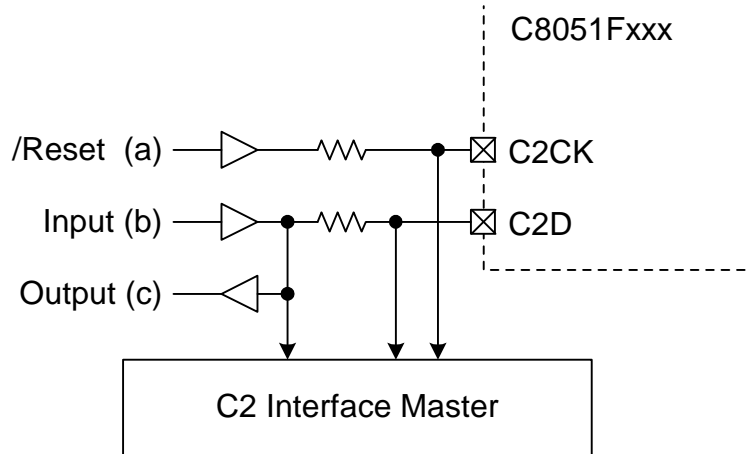 C8051Fxxx
/Reset (a)
C2CK
Input (b)
C2D
Output (c)
C2 Interface Master